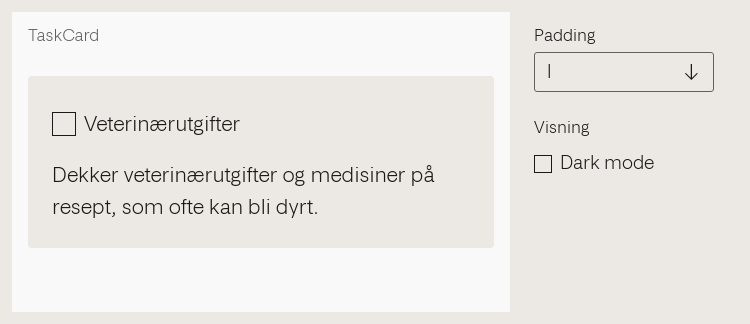 TaskCard
Veterinærutgifter
Dekker veterinærutgifter og medisiner på
resept, som ofte kan bli dyrt.
Padding
l
Visning
Dark mode